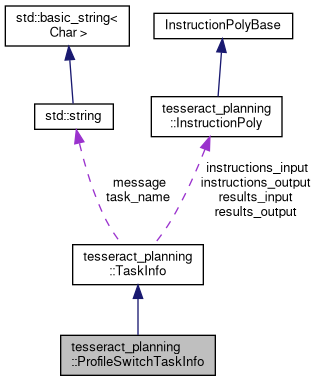 std::basic_string<
Char >
InstructionPolyBase
std::string
tesseract_planning
::InstructionPoly
message
task_name
instructions_input
instructions_output
results_input
results_output
tesseract_planning
::TaskInfo
tesseract_planning
::ProfileSwitchTaskInfo